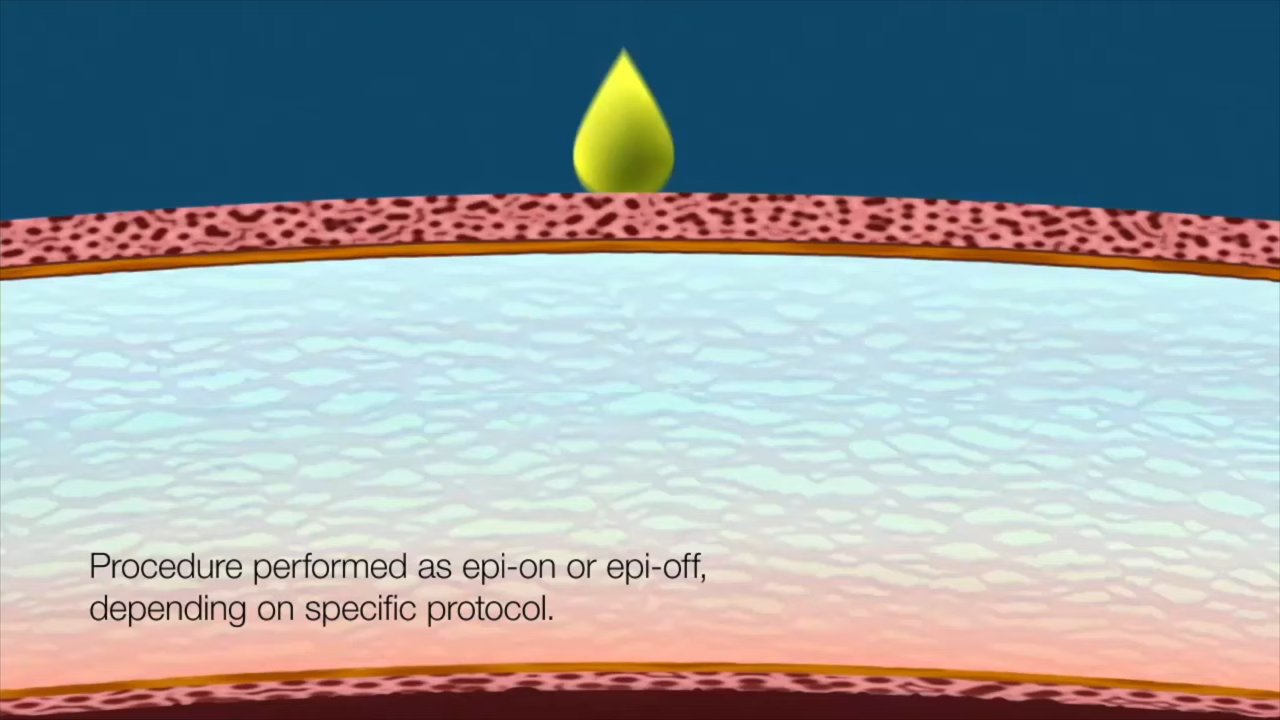 Procedure performed as epi-on or epi-off,
depending on specific protocol.